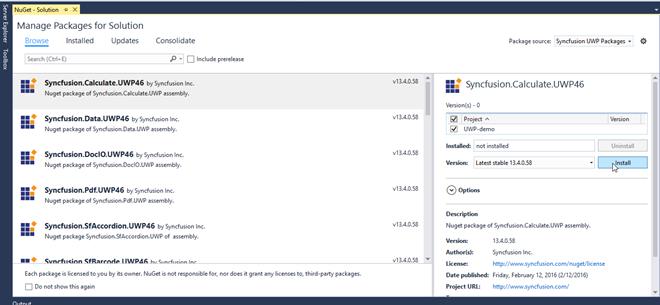 NuGet - Solution
Server Explorer
Toolbox
Manage Packages for Solution
Browse Installed Updates Consolidate
Package source: Syncfusion UWP Packages
Search (Ctrl+E)
Include prerelease
Syncfusion.Calculate.UWP46 by Syncfusion Inc. v13.4.0.58
Nuget package of Syncfusion.Calculate.UWP assembly.
Syncfusion.Data.UWP46 by Syncfusion Inc. v13.4.0.58
Nuget package of Syncfusion.Data.UWP assembly.
Syncfusion.DocIO.UWP46 by Syncfusion Inc. v13.4.0.58
Nuget package of Syncfusion.DocIO.UWP assembly.
Syncfusion.Pdf.UWP46 by Syncfusion Inc. v13.4.0.58
Nuget package of Syncfusion.Pdf.UWP assembly.
Syncfusion.SfAccordion.UWP46 by Syncfusion Inc. v13.4.0.58
Nuget package Syncfusion.SfAccordion.UWP of assembly.
Syncfusion.SfBarcode.UWP46 by Syncfusion Inc. v13.4.0.58
Each package is licensed to you by its owner. NuGet is not responsible for, nor does it grant any licenses to, third-party packages.
Do not show this again
Syncfusion.Calculate.UWP46
Version(s) - 0
Project Version
UWP-demo
Installed: not installed Uninstall
Version: Latest stable 13.4.0.58 Install
Options
Description
Nuget package of Syncfusion.Calculate.UWP assembly.
Version: 13.4.0.58
Author(s): Syncfusion Inc.
License: http://www.syncfusion.com/nuget/license
Date published: Friday, February 12, 2016 (2/12/2016)
Project URL: http://www.syncfusion.com/
Output